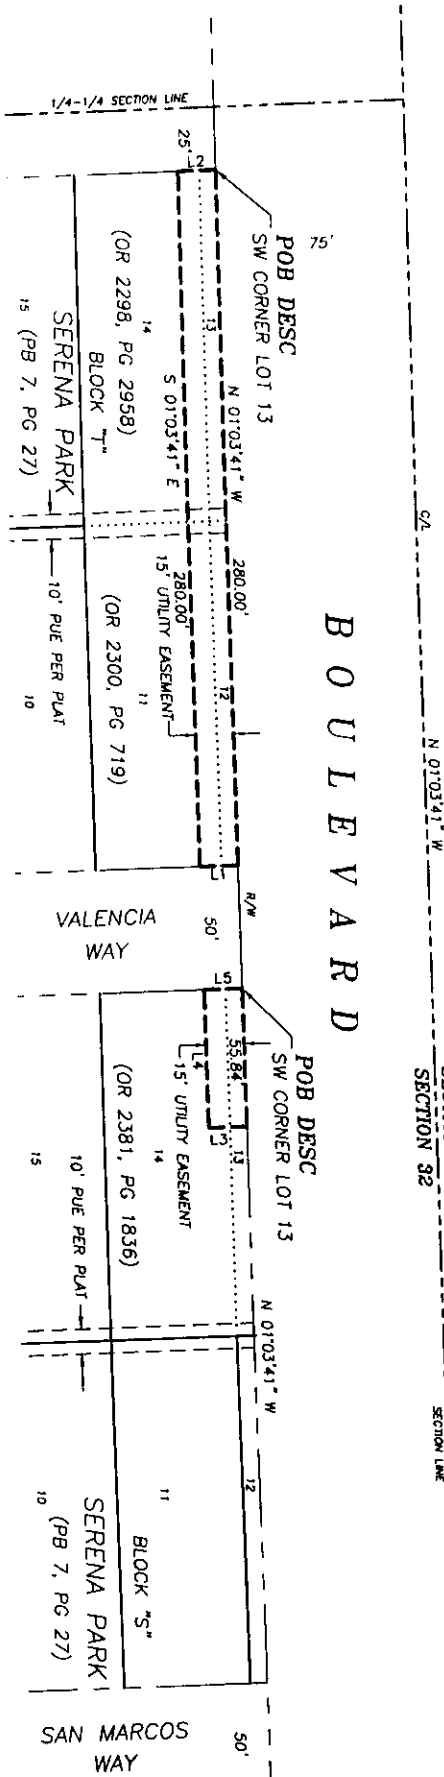 1/4-1/4 SECTION LINE
25'
L2
75'
POB DESC
SW CORNER LOT 13
C/L
N 01°03'41" W
BOULEVARD
SECTION 32
SECTION LINE
13
N 01°03'41" W
280.00'
S 01°03'41" E
280.00'
15' UTILITY EASEMENT
12
14
(OR 2298, PG 2958)
BLOCK "T"
SERENA PARK
15 (PB 7, PG 27)
10' PUE PER PLAT
11
(OR 2300, PG 719)
10
L1
R/W
VALENCIA
WAY
50'
L5
POB DESC
SW CORNER LOT 13
55.84'
L4
15' UTILITY EASEMENT
L3
13
14
(OR 2381, PG 1836)
15
10' PUE PER PLAT
N 01°03'41" W
12
11
BLOCK "S"
SERENA PARK
10 (PB 7, PG 27)
SAN MARCOS
WAY
50'